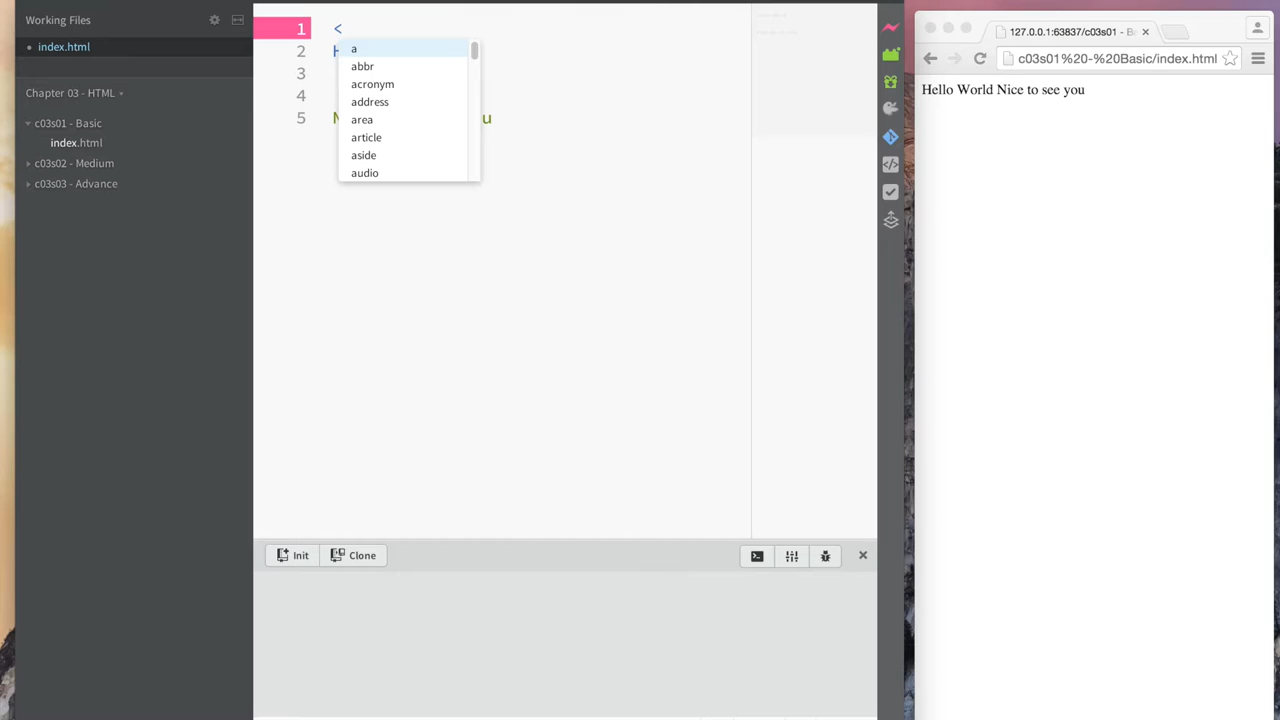 Working Files
index.html
Chapter 03 - HTML
c03s01 - Basic
index.html
c03s02 - Medium
c03s03 - Advance
1 <
2
3
4
5 u
a
abbr
acronym
address
area
article
aside
audio
Init
Clone
127.0.0.1:63837/c03s01 - B
c03s01%20-%20Basic/index.html
Hello World Nice to see you